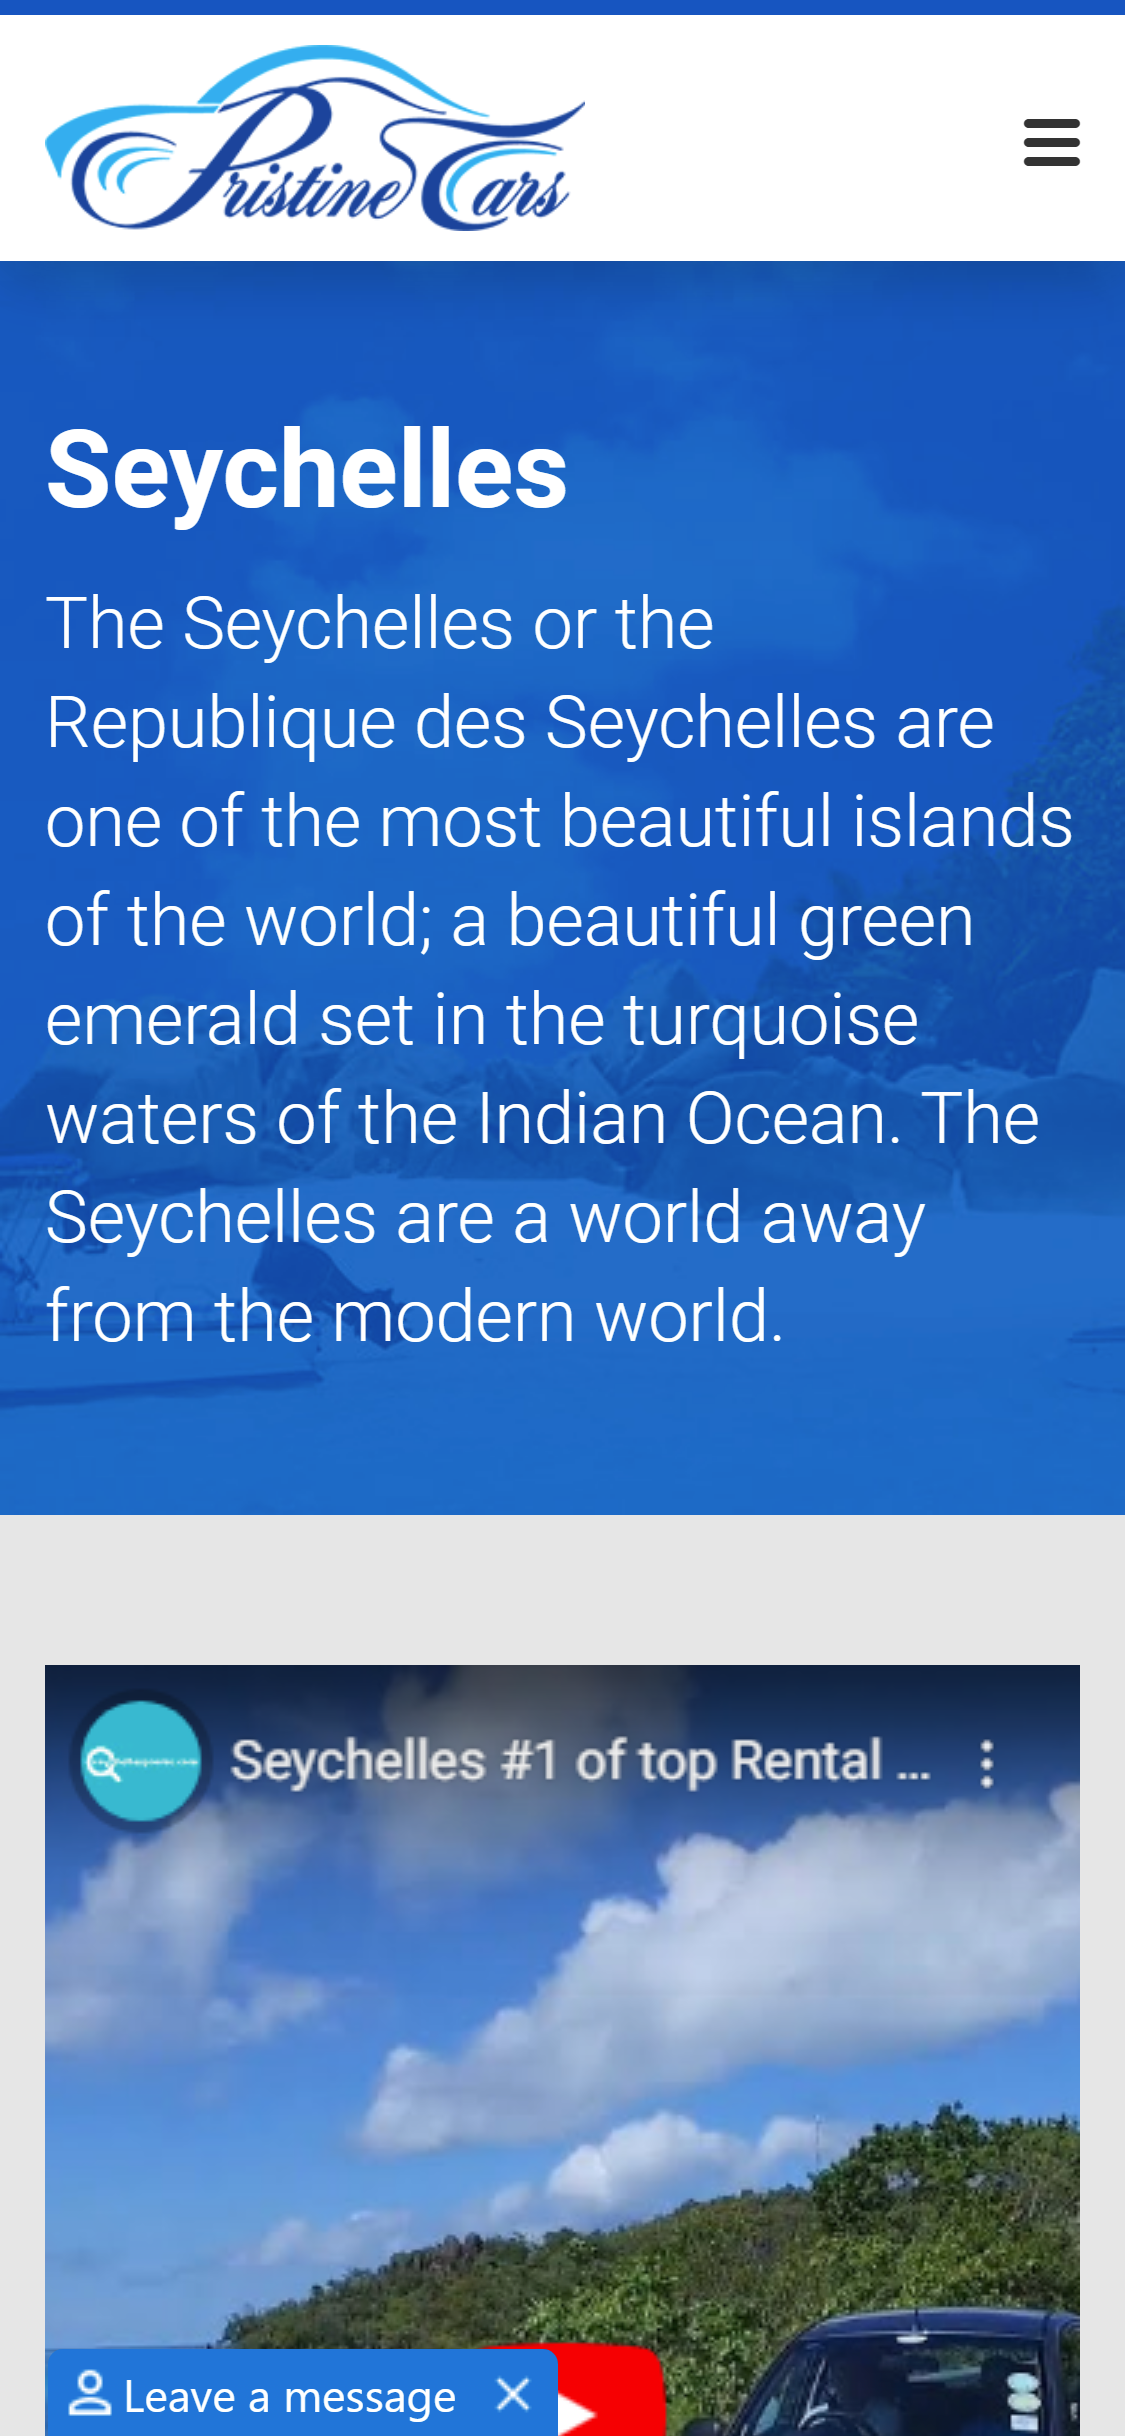 Pristine Cars
Seychelles
The Seychelles or the
Republique des Seychelles are
one of the most beautiful islands
of the world; a beautiful green
emerald set in the turquoise
waters of the Indian Ocean. The
Seychelles are a world away
from the modern world.
Seychelles #1 of top Rental ...
Leave a message